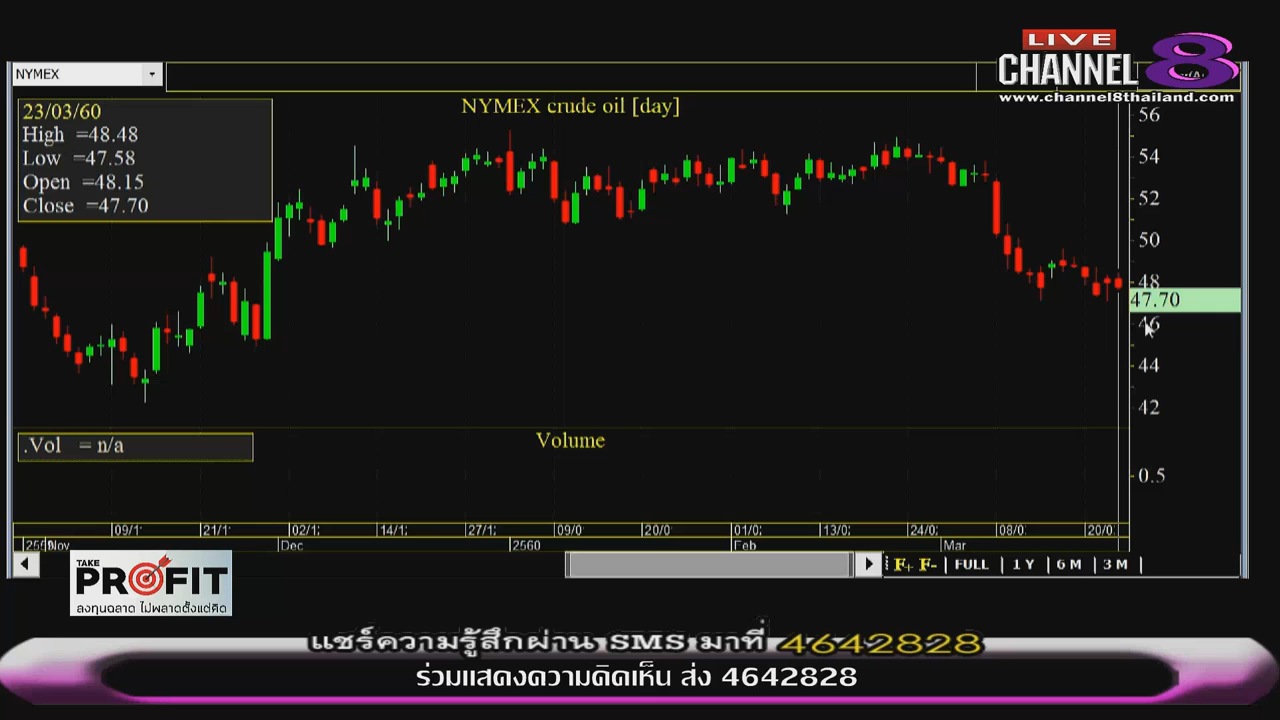 LIVE
CHANNEL 8
www.channel8thailand.com
NYMEX
NYMEX crude oil [day]
23/03/60
High =48.48
Low =47.58
Open =48.15
Close =47.70
56
54
52
50
48
47.70
46
44
42
.Vol = n/a
Volume
0.5
09/1
21/1
02/1
14/1
27/1
09/0
20/0
01/0
13/0
24/0
08/0
20/0
Nov
Dec
2560
Feb
Mar
F+ F- FULL 1 Y 6 M 3 M
TAKE
PROFIT
ลงทุนฉลาด ไม่พลาดตั้งแต่คิด
แชร์ความรู้สึกผ่าน SMS มาที่ 4642828
ร่วมแสดงความคิดเห็น ส่ง 4642828